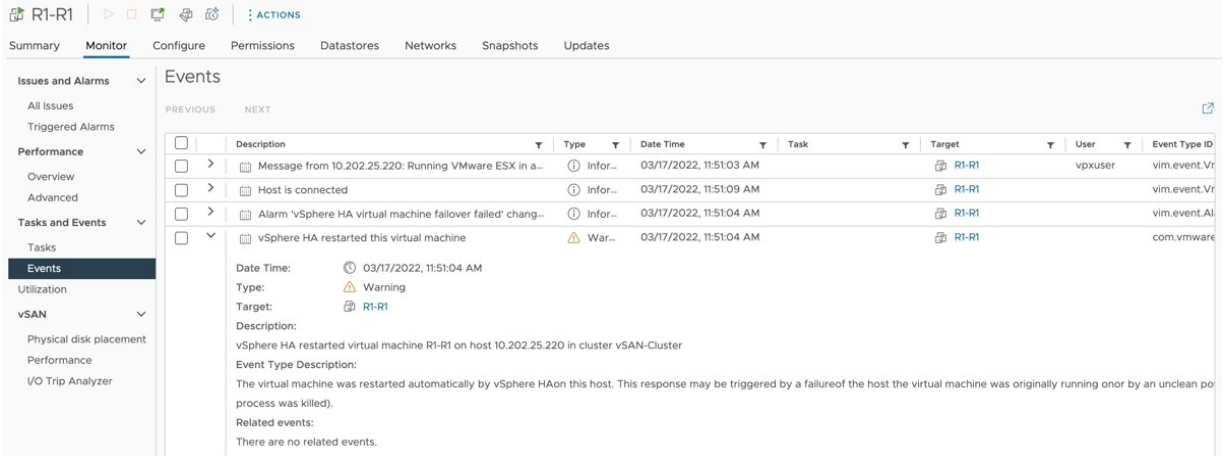 R1-R1 ACTIONS
Summary Monitor Configure Permissions Datastores Networks Snapshots Updates
Issues and Alarms
All Issues
Triggered Alarms
Performance
Overview
Advanced
Tasks and Events
Tasks
Events
Utilization
vSAN
Physical disk placement
Performance
I/O Trip Analyzer
Events
PREVIOUS NEXT
Description Type Date Time Task Target User Event Type ID
Message from 10.202.25.220: Running VMware ESX in a... Infor... 03/17/2022, 11:51:03 AM R1-R1 vpxuser vim.event.Vr
Host is connected Infor... 03/17/2022, 11:51:09 AM R1-R1 vim.event.Vr
Alarm 'vSphere HA virtual machine failover failed' chang... Infor... 03/17/2022, 11:51:04 AM R1-R1 vim.event.Al
vSphere HA restarted this virtual machine War... 03/17/2022, 11:51:04 AM R1-R1 com.vmware
Date Time: 03/17/2022, 11:51:04 AM
Type: Warning
Target: R1-R1
Description:
vSphere HA restarted virtual machine R1-R1 on host 10.202.25.220 in cluster vSAN-Cluster
Event Type Description:
The virtual machine was restarted automatically by vSphere HAon this host. This response may be triggered by a failureof the host the virtual machine was originally running onor by an unclean po
process was killed).
Related events:
There are no related events.